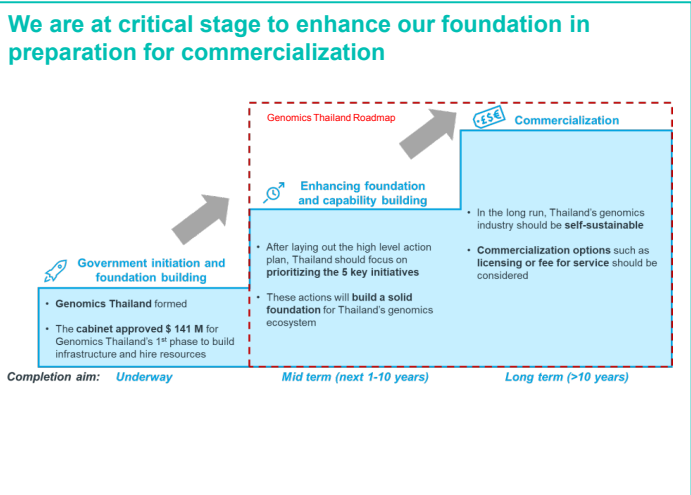 We are at critical stage to enhance our foundation in
preparation for commercialization
Genomics Thailand Roadmap
£$€
Commercialization
Enhancing foundation
and capability building
• In the long run, Thailand's genomics
industry should be self-sustainable
• Commercialization options such as
licensing or fee for service should be
considered
• After laying out the high level action
plan, Thailand should focus on
prioritizing the 5 key initiatives
• These actions will build a solid
foundation for Thailand's genomics
ecosystem
Government initiation and
foundation building
• Genomics Thailand formed
• The cabinet approved $ 141 M for
Genomics Thailand's 1st phase to build
infrastructure and hire resources
Completion aim: Underway Mid term (next 1-10 years) Long term (>10 years)